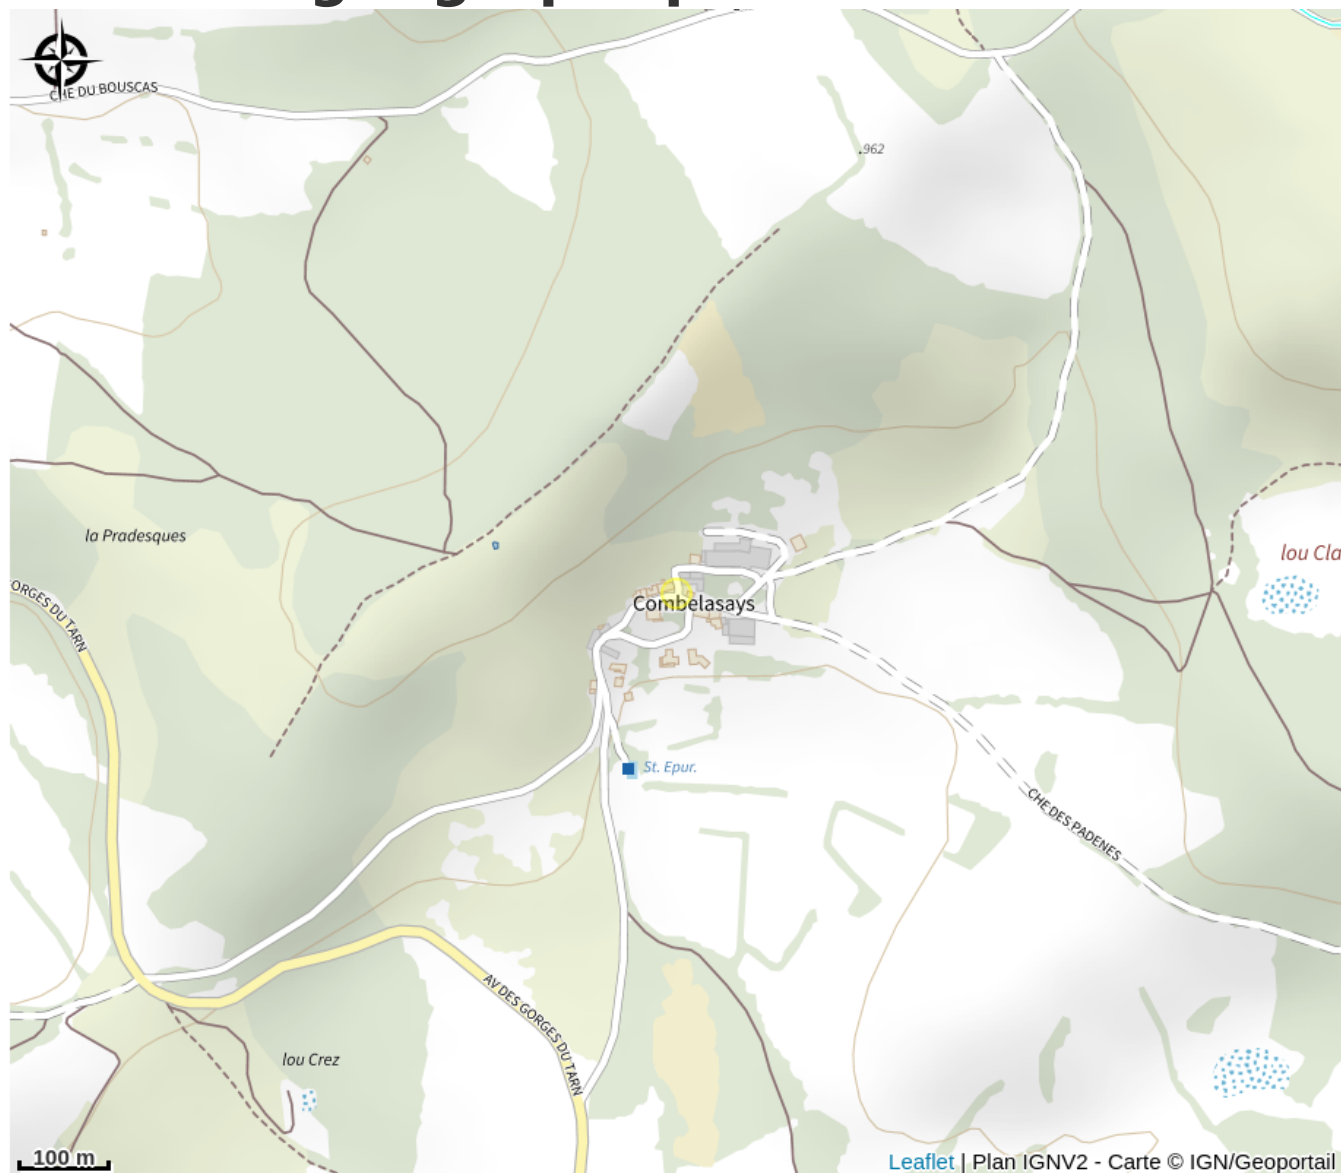 CHE DU BOUSCAS
962
la Pradesques
lou Cla
ORGES DU TARN
Combelasays
St. Epur.
CHE DES PADENES
AV DES GORGES DU TARN
lou Crez
100 m
Leaflet | Plan IGNV2 - Carte © IGN/Geoportail